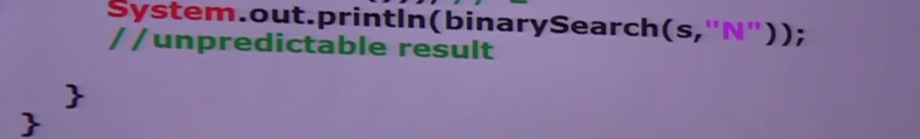 System.out.println(binarySearch(s,"N"));
//unpredictable result
}
}